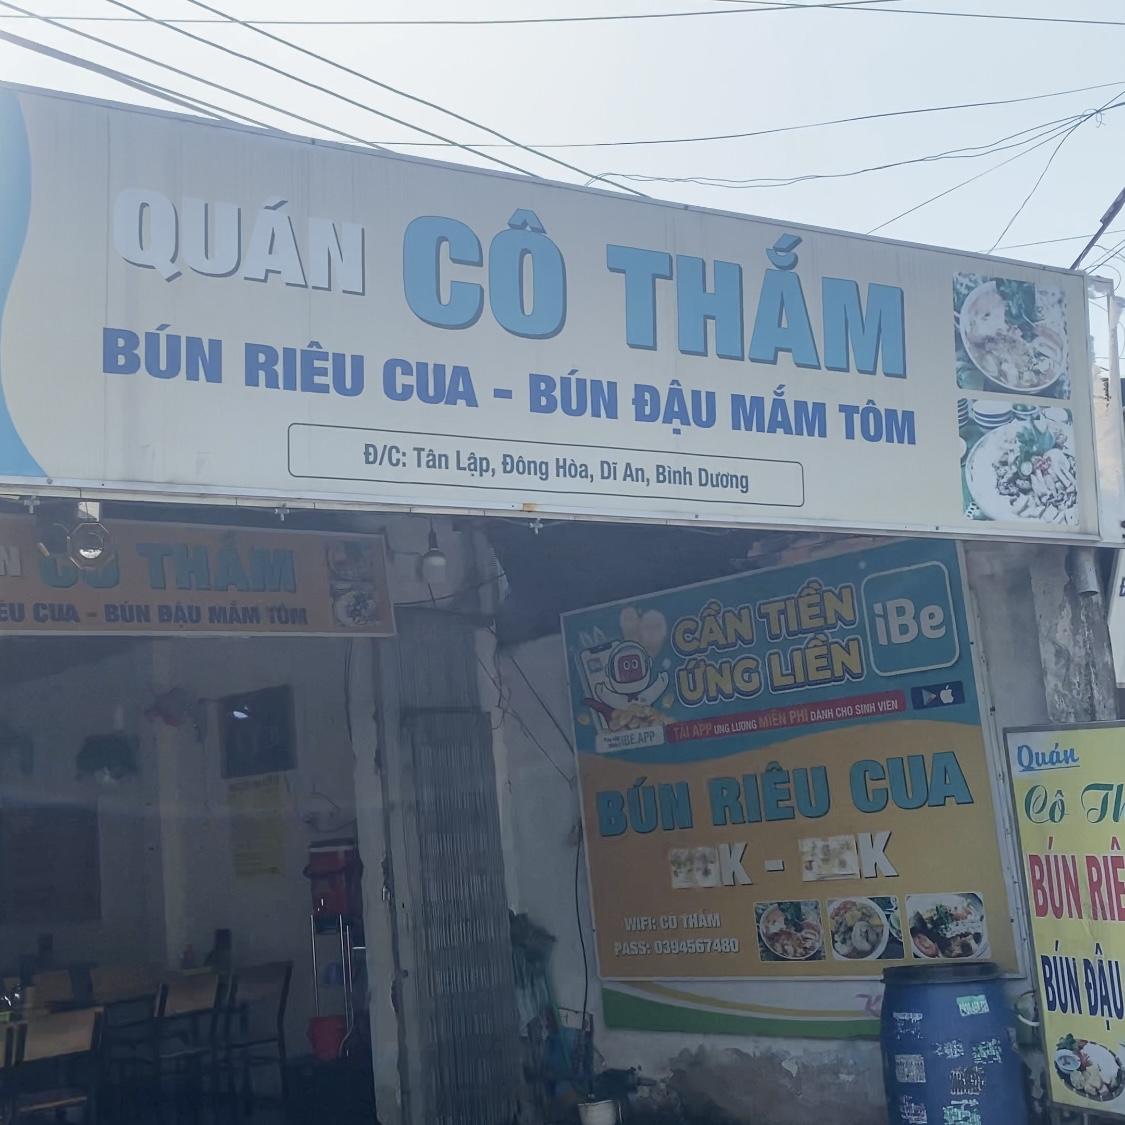 QUÁN CÔ THẮM
BÚN RIÊU CUA - BÚN ĐẬU MẮM TÔM
Đ/C: Tân Lập, Đông Hòa, Dĩ An, Bình Dương
CÔ THẮM
CUA - BÚN ĐẬU MẮM TÔM
CẦN TIỀN
ỨNG LIỀN
iBe
TẢI APP ỨNG LƯƠNG MIỄN PHÍ DÀNH CHO SINH VIÊN
IBE.APP
BÚN RIÊU CUA
K - K
WIFI: CÔ THẮM
PASS: 0394567480
Quán
Cô
BÚN
BÚN ĐẬU